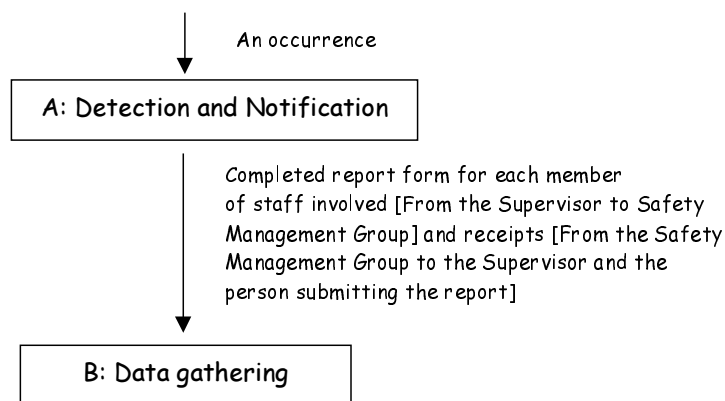 An occurrence
A: Detection and Notification
Completed report form for each member
of staff involved [From the Supervisor to Safety
Management Group] and receipts [From the Safety
Management Group to the Supervisor and the
person submitting the report]
B: Data gathering